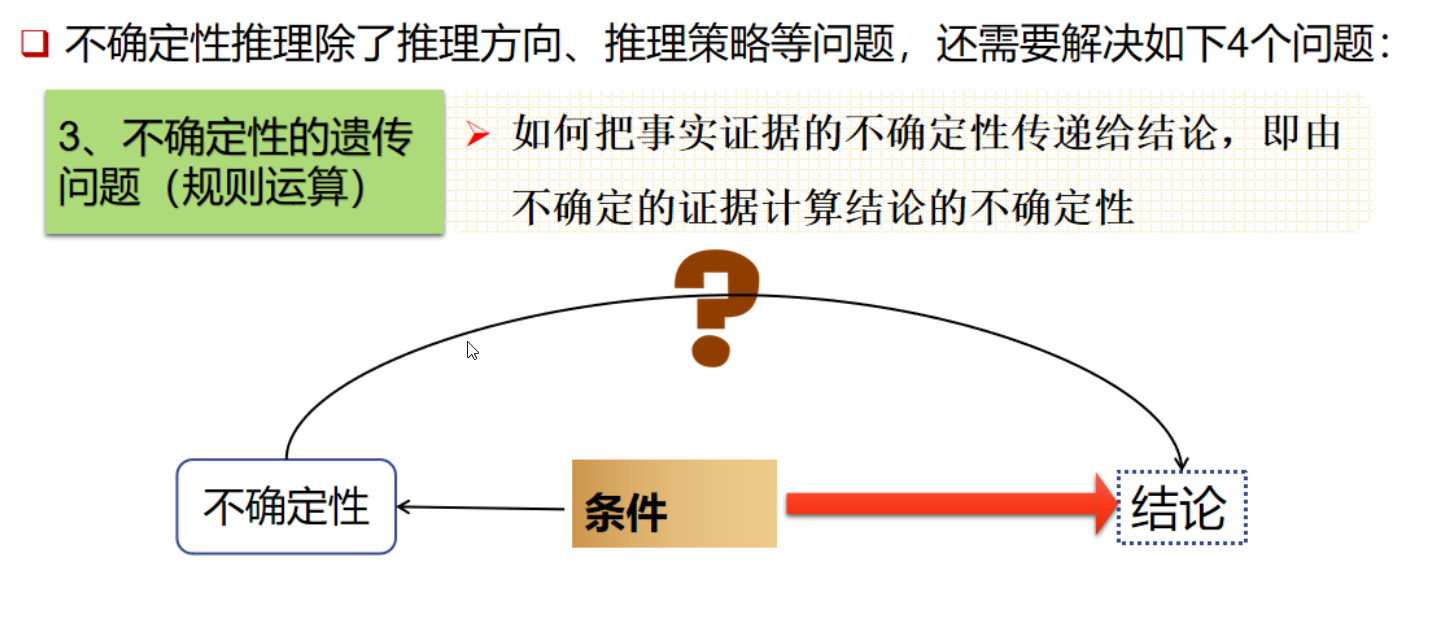 不确定性推理除了推理方向、推理策略等问题，还需要解决如下4个问题：
3、不确定性的遗传
问题（规则运算）
如何把事实证据的不确定性传递给结论，即由
不确定的证据计算结论的不确定性
?
不确定性
条件
结论